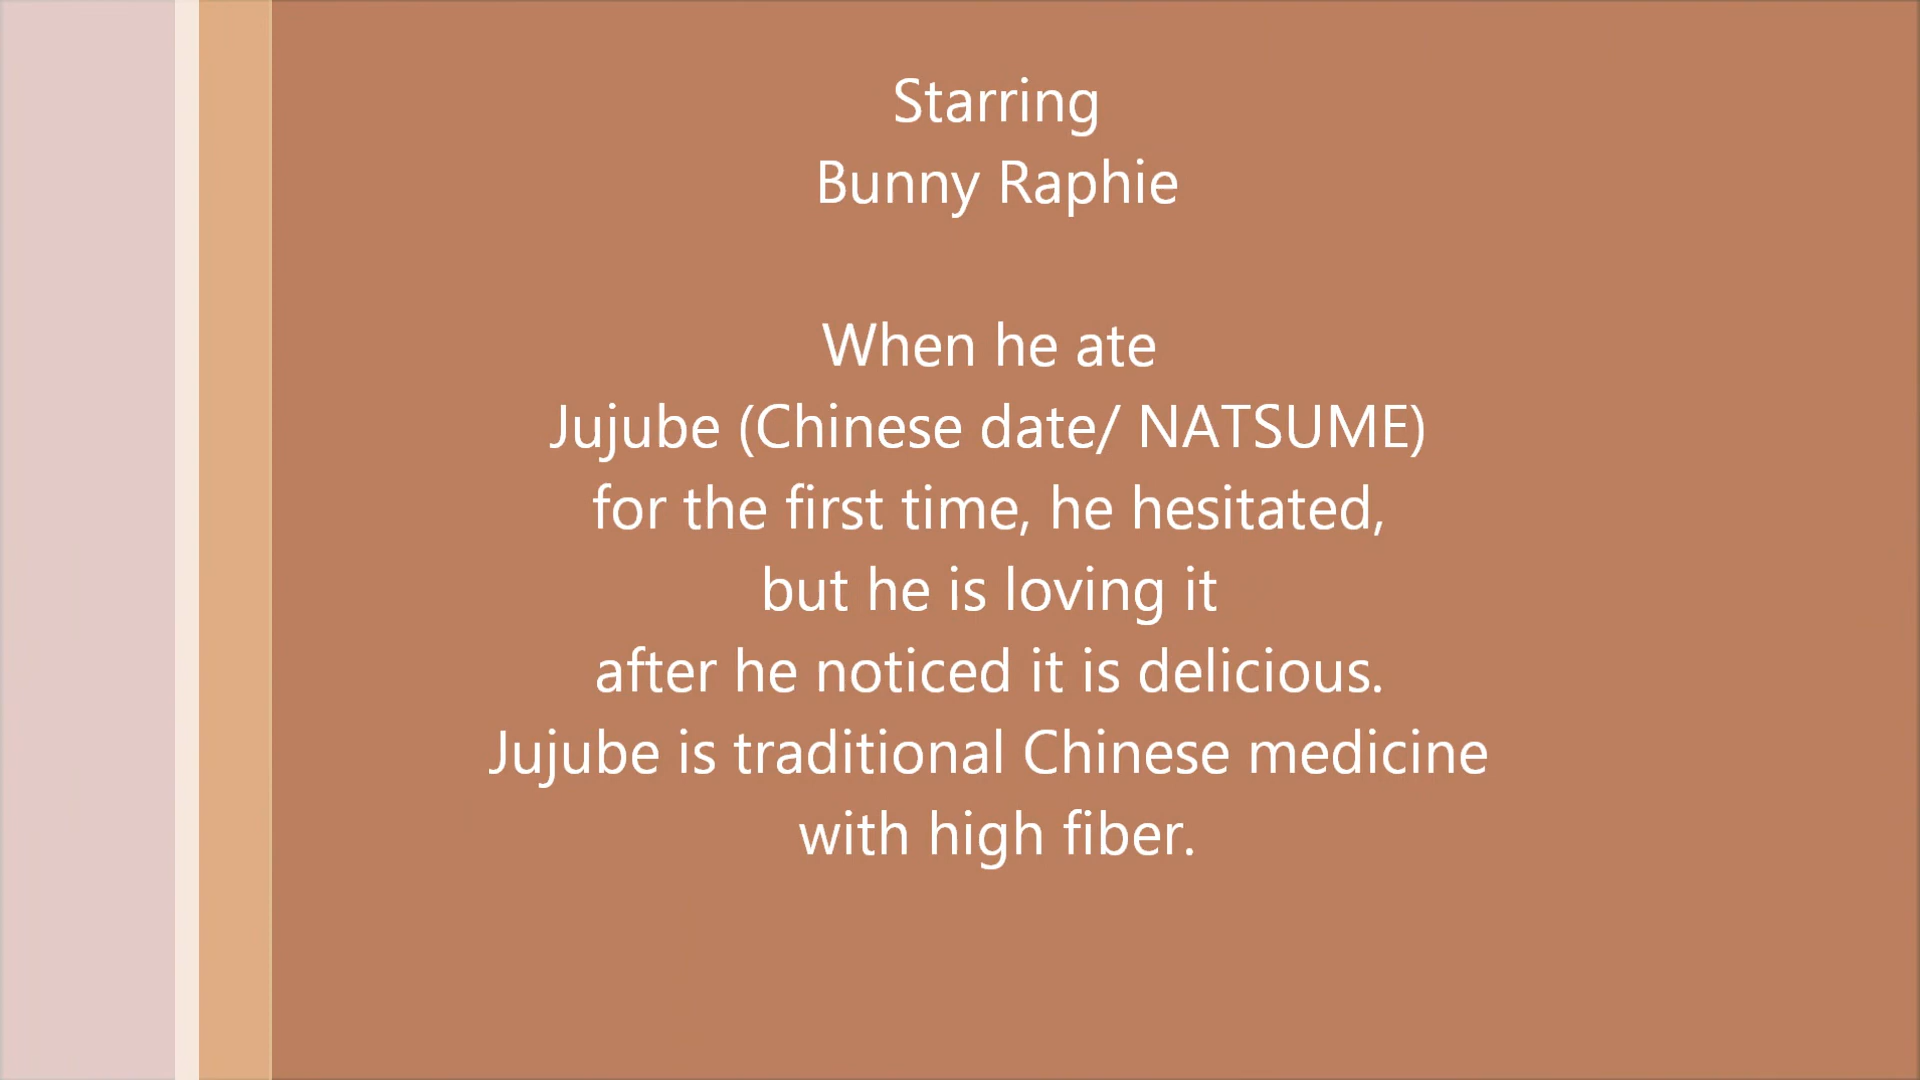 Starring
Bunny Raphie
When he ate
Jujube (Chinese date/ NATSUME)
for the first time, he hesitated,
but he is loving it
after he noticed it is delicious.
Jujube is traditional Chinese medicine
with high fiber.